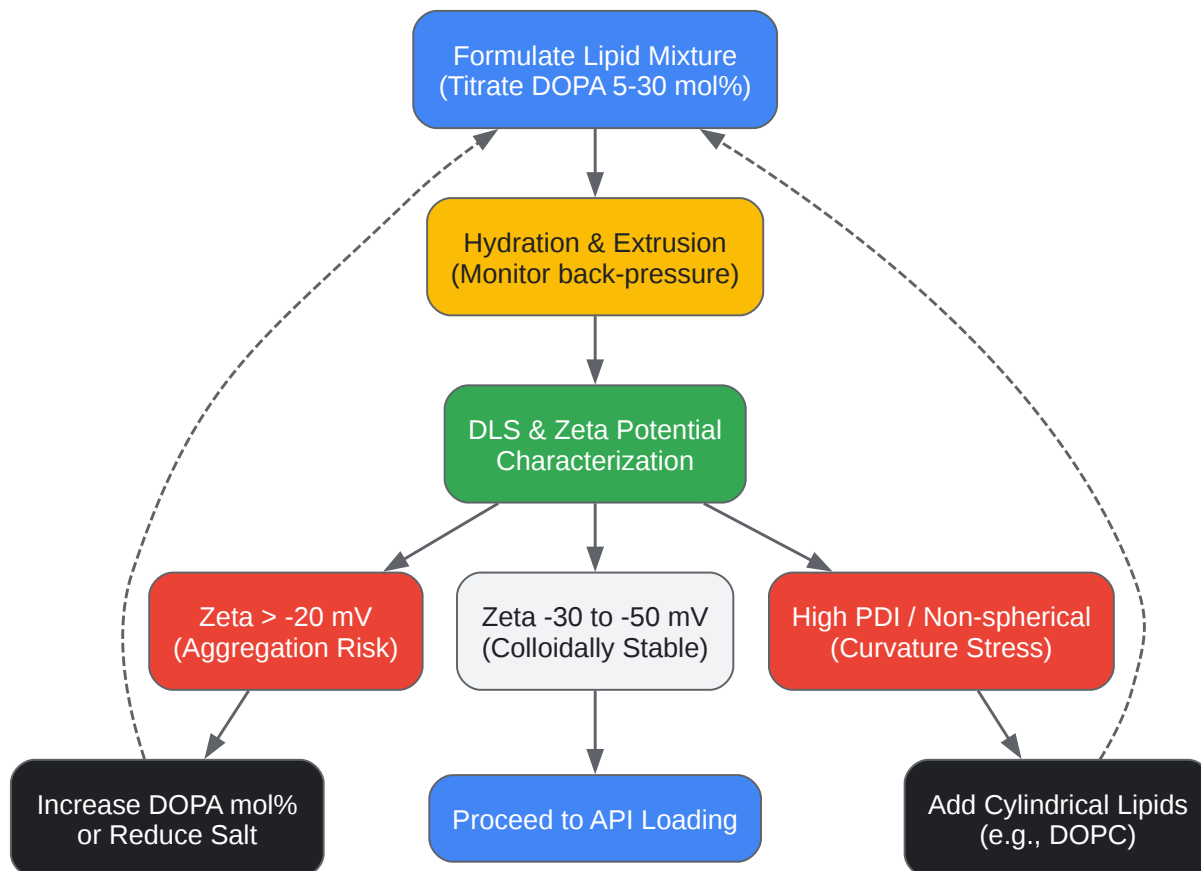 Formulate Lipid Mixture
(Titrate DOPA 5-30 mol%)
Hydration & Extrusion
(Monitor back-pressure)
DLS & Zeta Potential
Characterization
Zeta > -20 mV
(Aggregation Risk)
Zeta -30 to -50 mV
(Colloidally Stable)
High PDI / Non-spherical
(Curvature Stress)
Increase DOPA mol%
or Reduce Salt
Proceed to API Loading
Add Cylindrical Lipids
(e.g., DOPC)